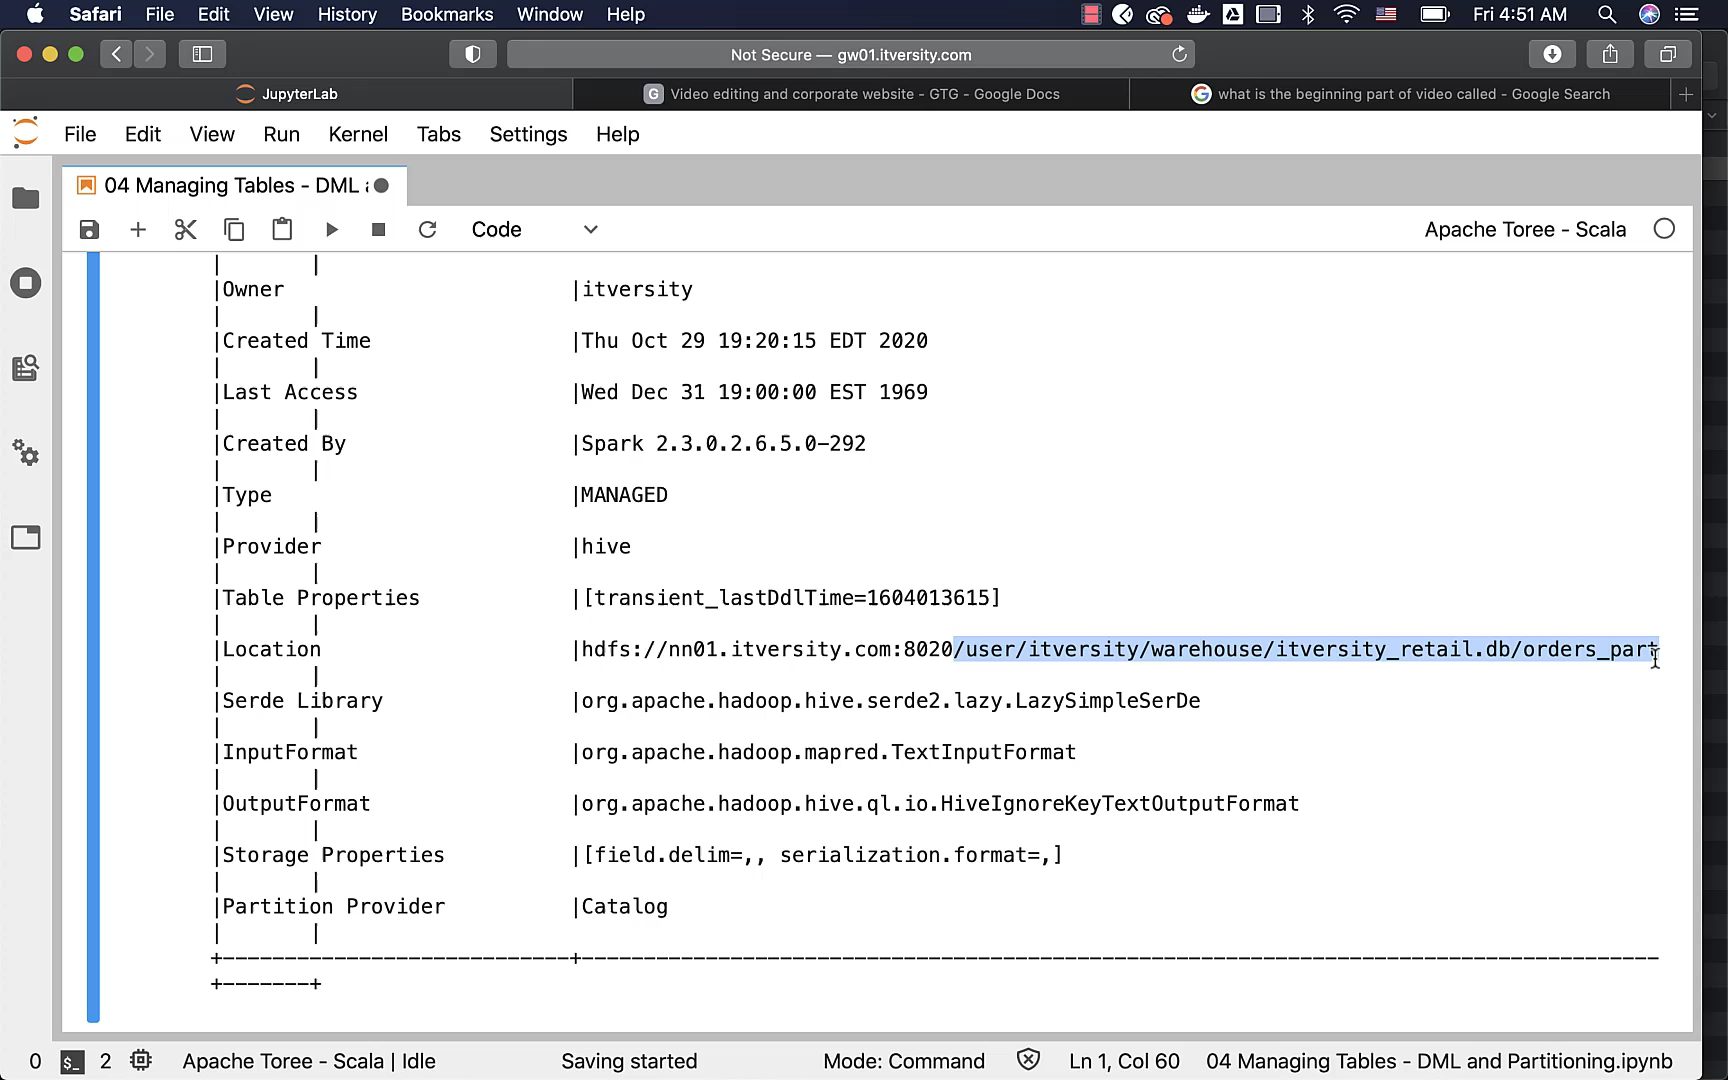 Safari File Edit View History Bookmarks Window Help Fri 4:51 AM
Not Secure — gw01.itversity.com
JupyterLab
Video editing and corporate website - GTG - Google Docs
what is the beginning part of video called - Google Search
File Edit View Run Kernel Tabs Settings Help
04 Managing Tables - DML a
Code
Apache Toree - Scala
|Owner |itversity
| |
|Created Time |Thu Oct 29 19:20:15 EDT 2020
| |
|Last Access |Wed Dec 31 19:00:00 EST 1969
| |
|Created By |Spark 2.3.0.2.6.5.0-292
| |
|Type |MANAGED
| |
|Provider |hive
| |
|Table Properties |[transient_lastDdlTime=1604013615]
| |
|Location |hdfs://nn01.itversity.com:8020/user/itversity/warehouse/itversity_retail.db/orders_part
| |
|Serde Library |org.apache.hadoop.hive.serde2.lazy.LazySimpleSerDe
| |
|InputFormat |org.apache.hadoop.mapred.TextInputFormat
| |
|OutputFormat |org.apache.hadoop.hive.ql.io.HiveIgnoreKeyTextOutputFormat
| |
|Storage Properties |[field.delim=,, serialization.format=,]
| |
|Partition Provider |Catalog
| |
+----------------------------+---------------------------------------------------------------------------------------
+-------+
0 $_ 2 Apache Toree - Scala | Idle Saving started Mode: Command Ln 1, Col 60 04 Managing Tables - DML and Partitioning.ipynb